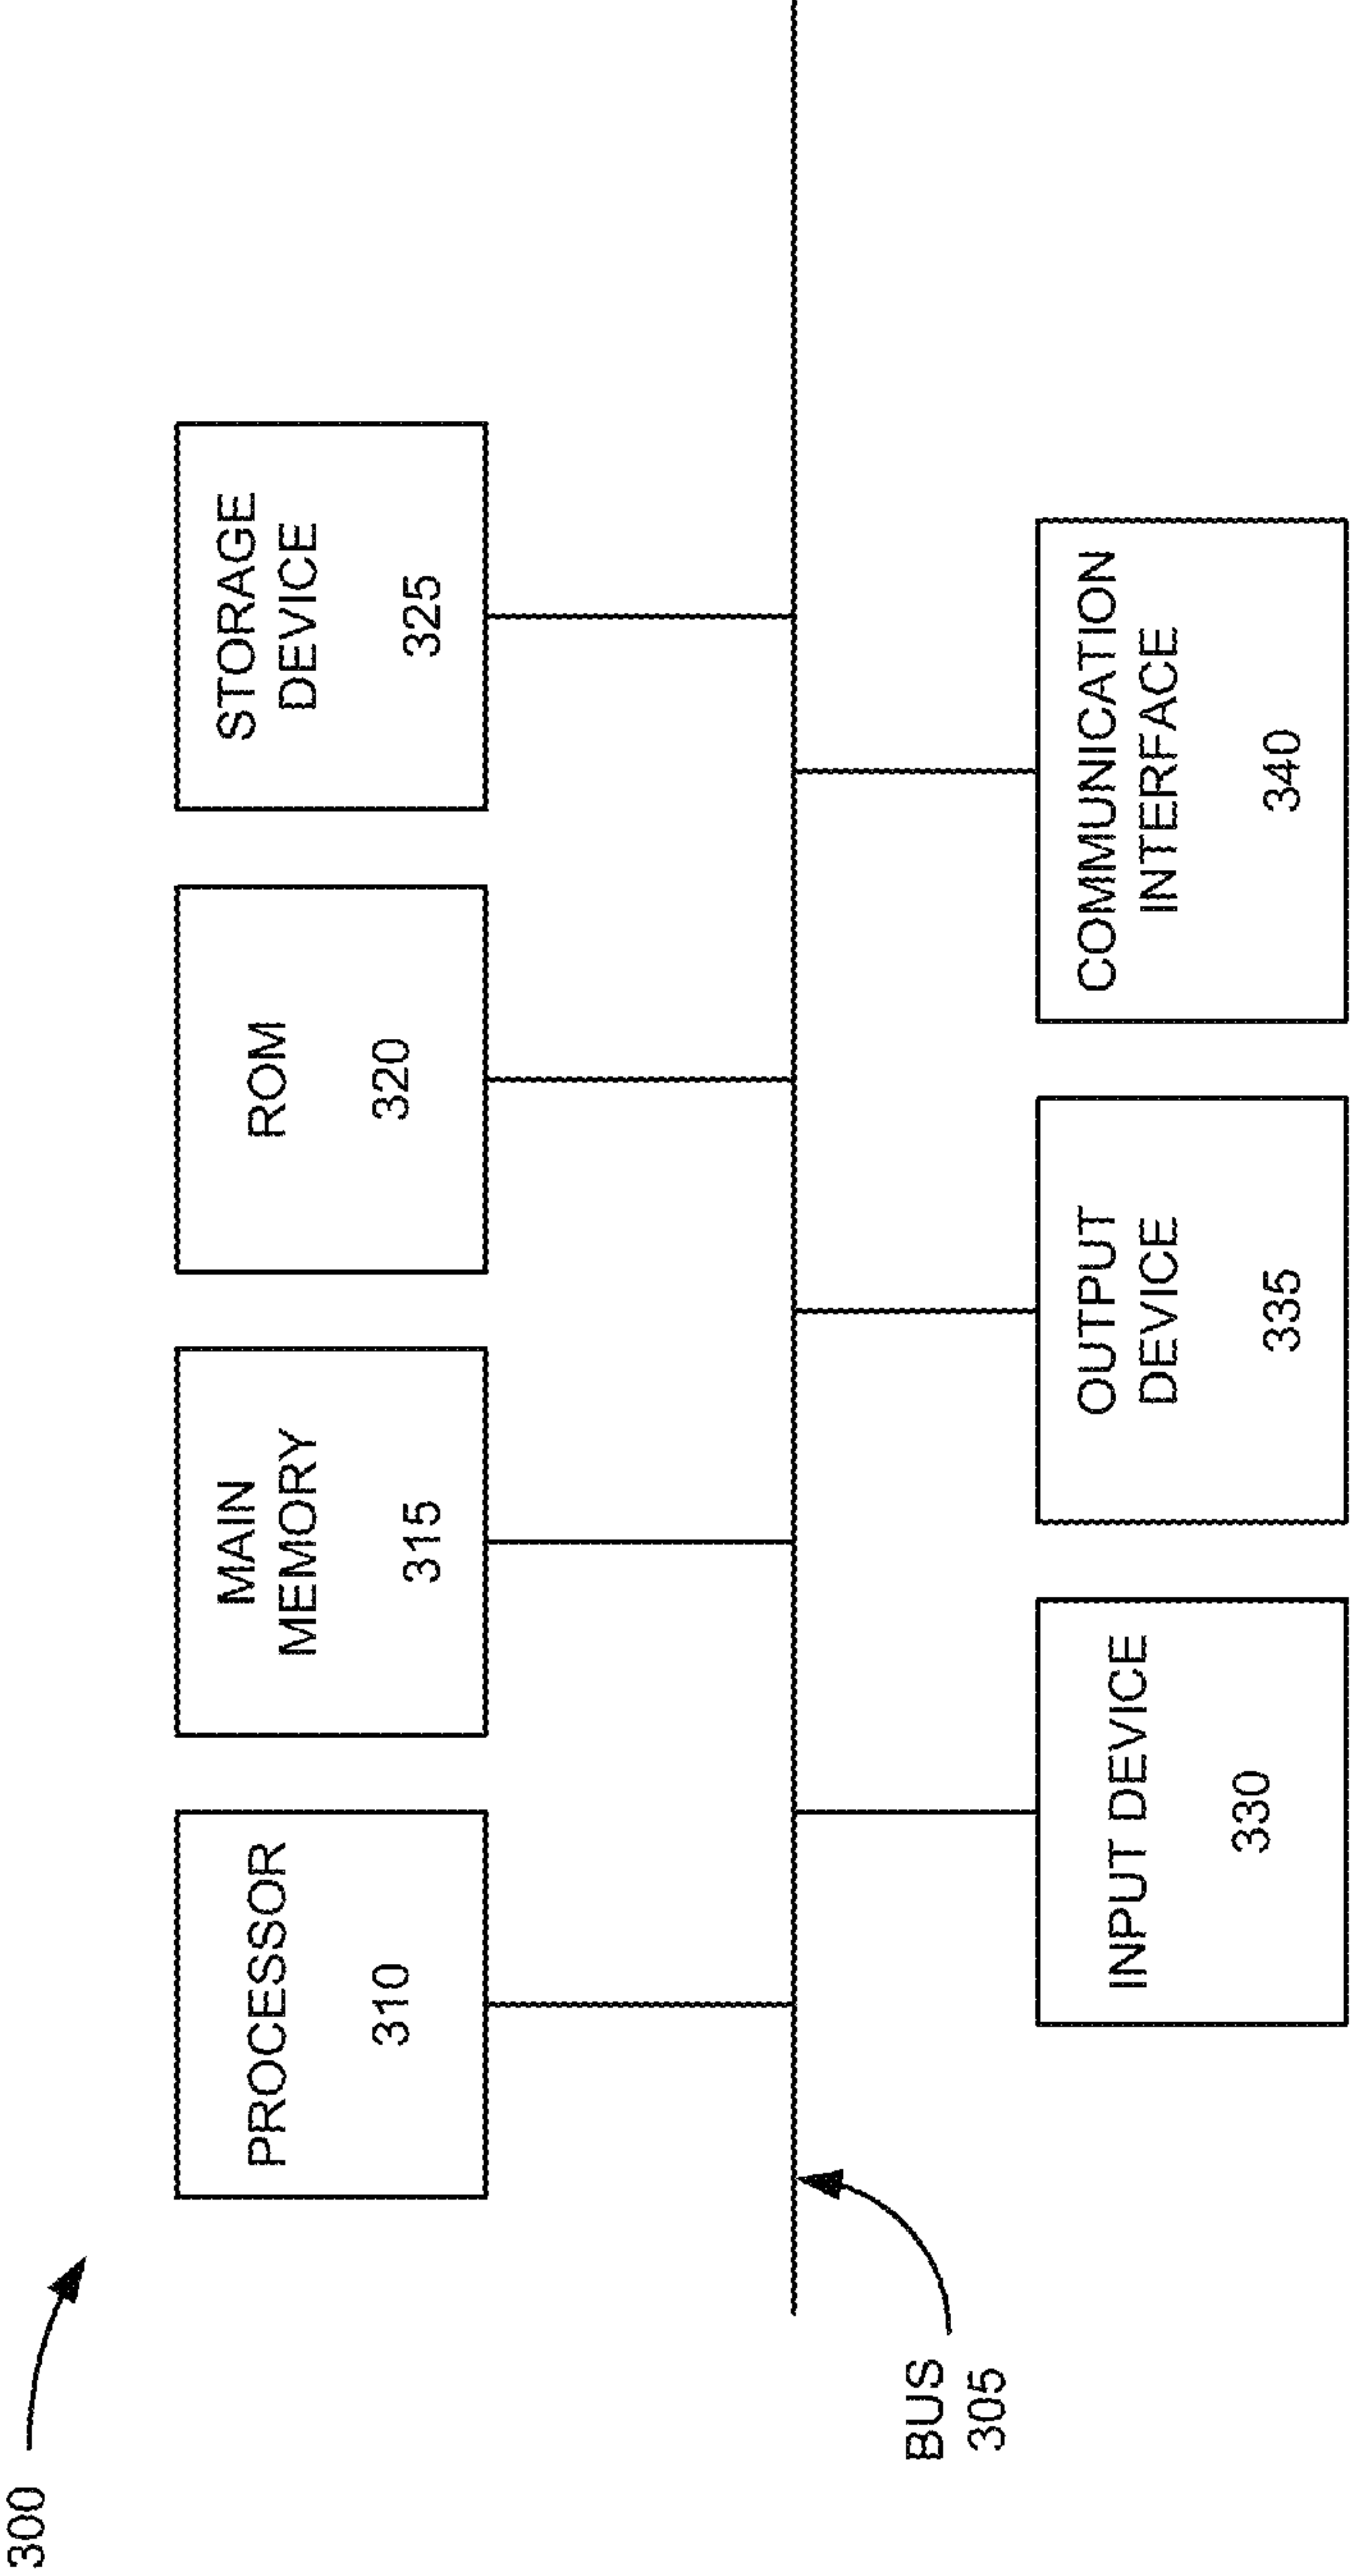 300
PROCESSOR
310
MAIN
MEMORY
315
ROM
320
STORAGE
DEVICE
325
BUS
305
INPUT DEVICE
330
OUTPUT
DEVICE
335
COMMUNICATION
INTERFACE
340